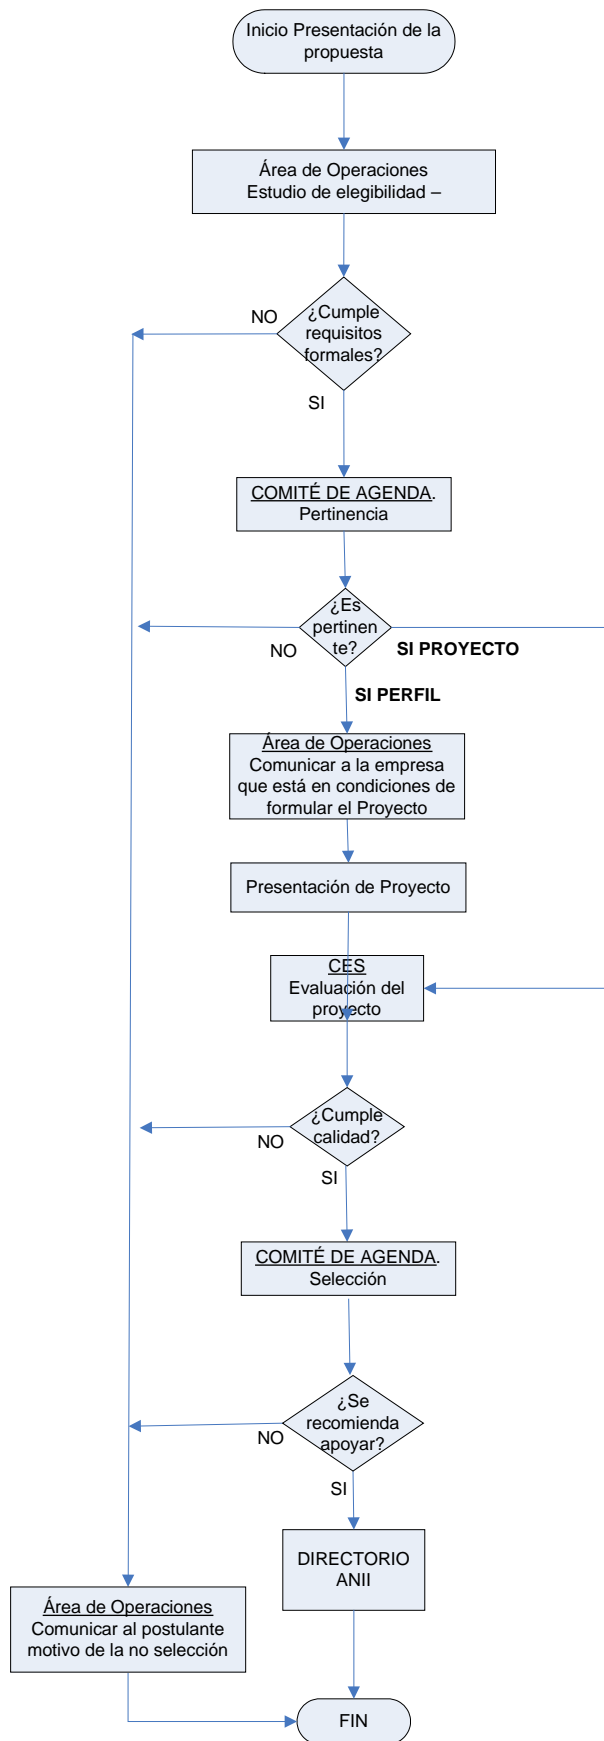 Inicio Presentación de la
propuesta
Área de Operaciones
Estudio de elegibilidad –
¿Cumple
requisitos
formales?
NO
SI
COMITÉ DE AGENDA.
Pertinencia
¿Es
pertinen
te?
NO
SI PROYECTO
SI PERFIL
Área de Operaciones
Comunicar a la empresa
que está en condiciones de
formular el Proyecto
Presentación de Proyecto
CES
Evaluación del
proyecto
¿Cumple
calidad?
NO
SI
COMITÉ DE AGENDA.
Selección
¿Se
recomienda
apoyar?
NO
SI
DIRECTORIO
ANII
Área de Operaciones
Comunicar al postulante
motivo de la no selección
FIN